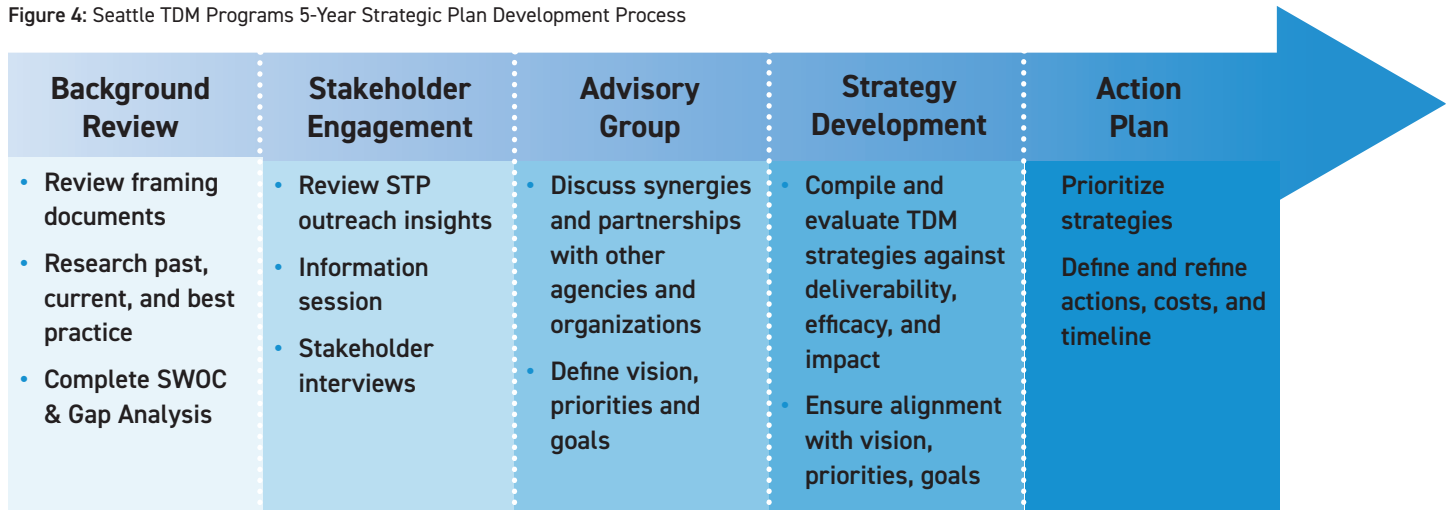 Figure 4: Seattle TDM Programs 5-Year Strategic Plan Development Process
Background
Review
• Review framing
documents
• Research past,
current, and best
practice
• Complete SWOC
& Gap Analysis
Stakeholder
Engagement
• Review STP
outreach insights
• Information
session
• Stakeholder
interviews
Advisory
Group
• Discuss synergies
and partnerships
with other
agencies and
organizations
• Define vision,
priorities and
goals
Strategy
Development
• Compile and
evaluate TDM
strategies against
deliverability,
efficacy, and
impact
• Ensure alignment
with vision,
priorities, goals
Action
Plan
Prioritize
strategies
Define and refine
actions, costs, and
timeline